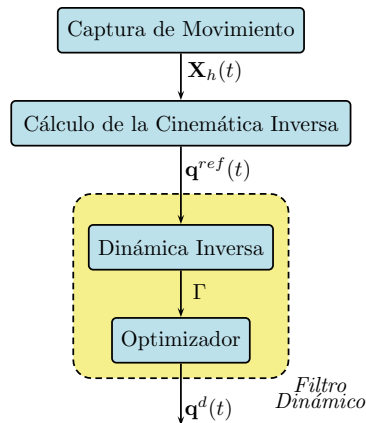 Captura de Movimiento
X_h(t)
Cálculo de la Cinemática Inversa
q^{ref}(t)
Dinámica Inversa
Γ
Optimizador
Filtro
Dinámico
q^d(t)